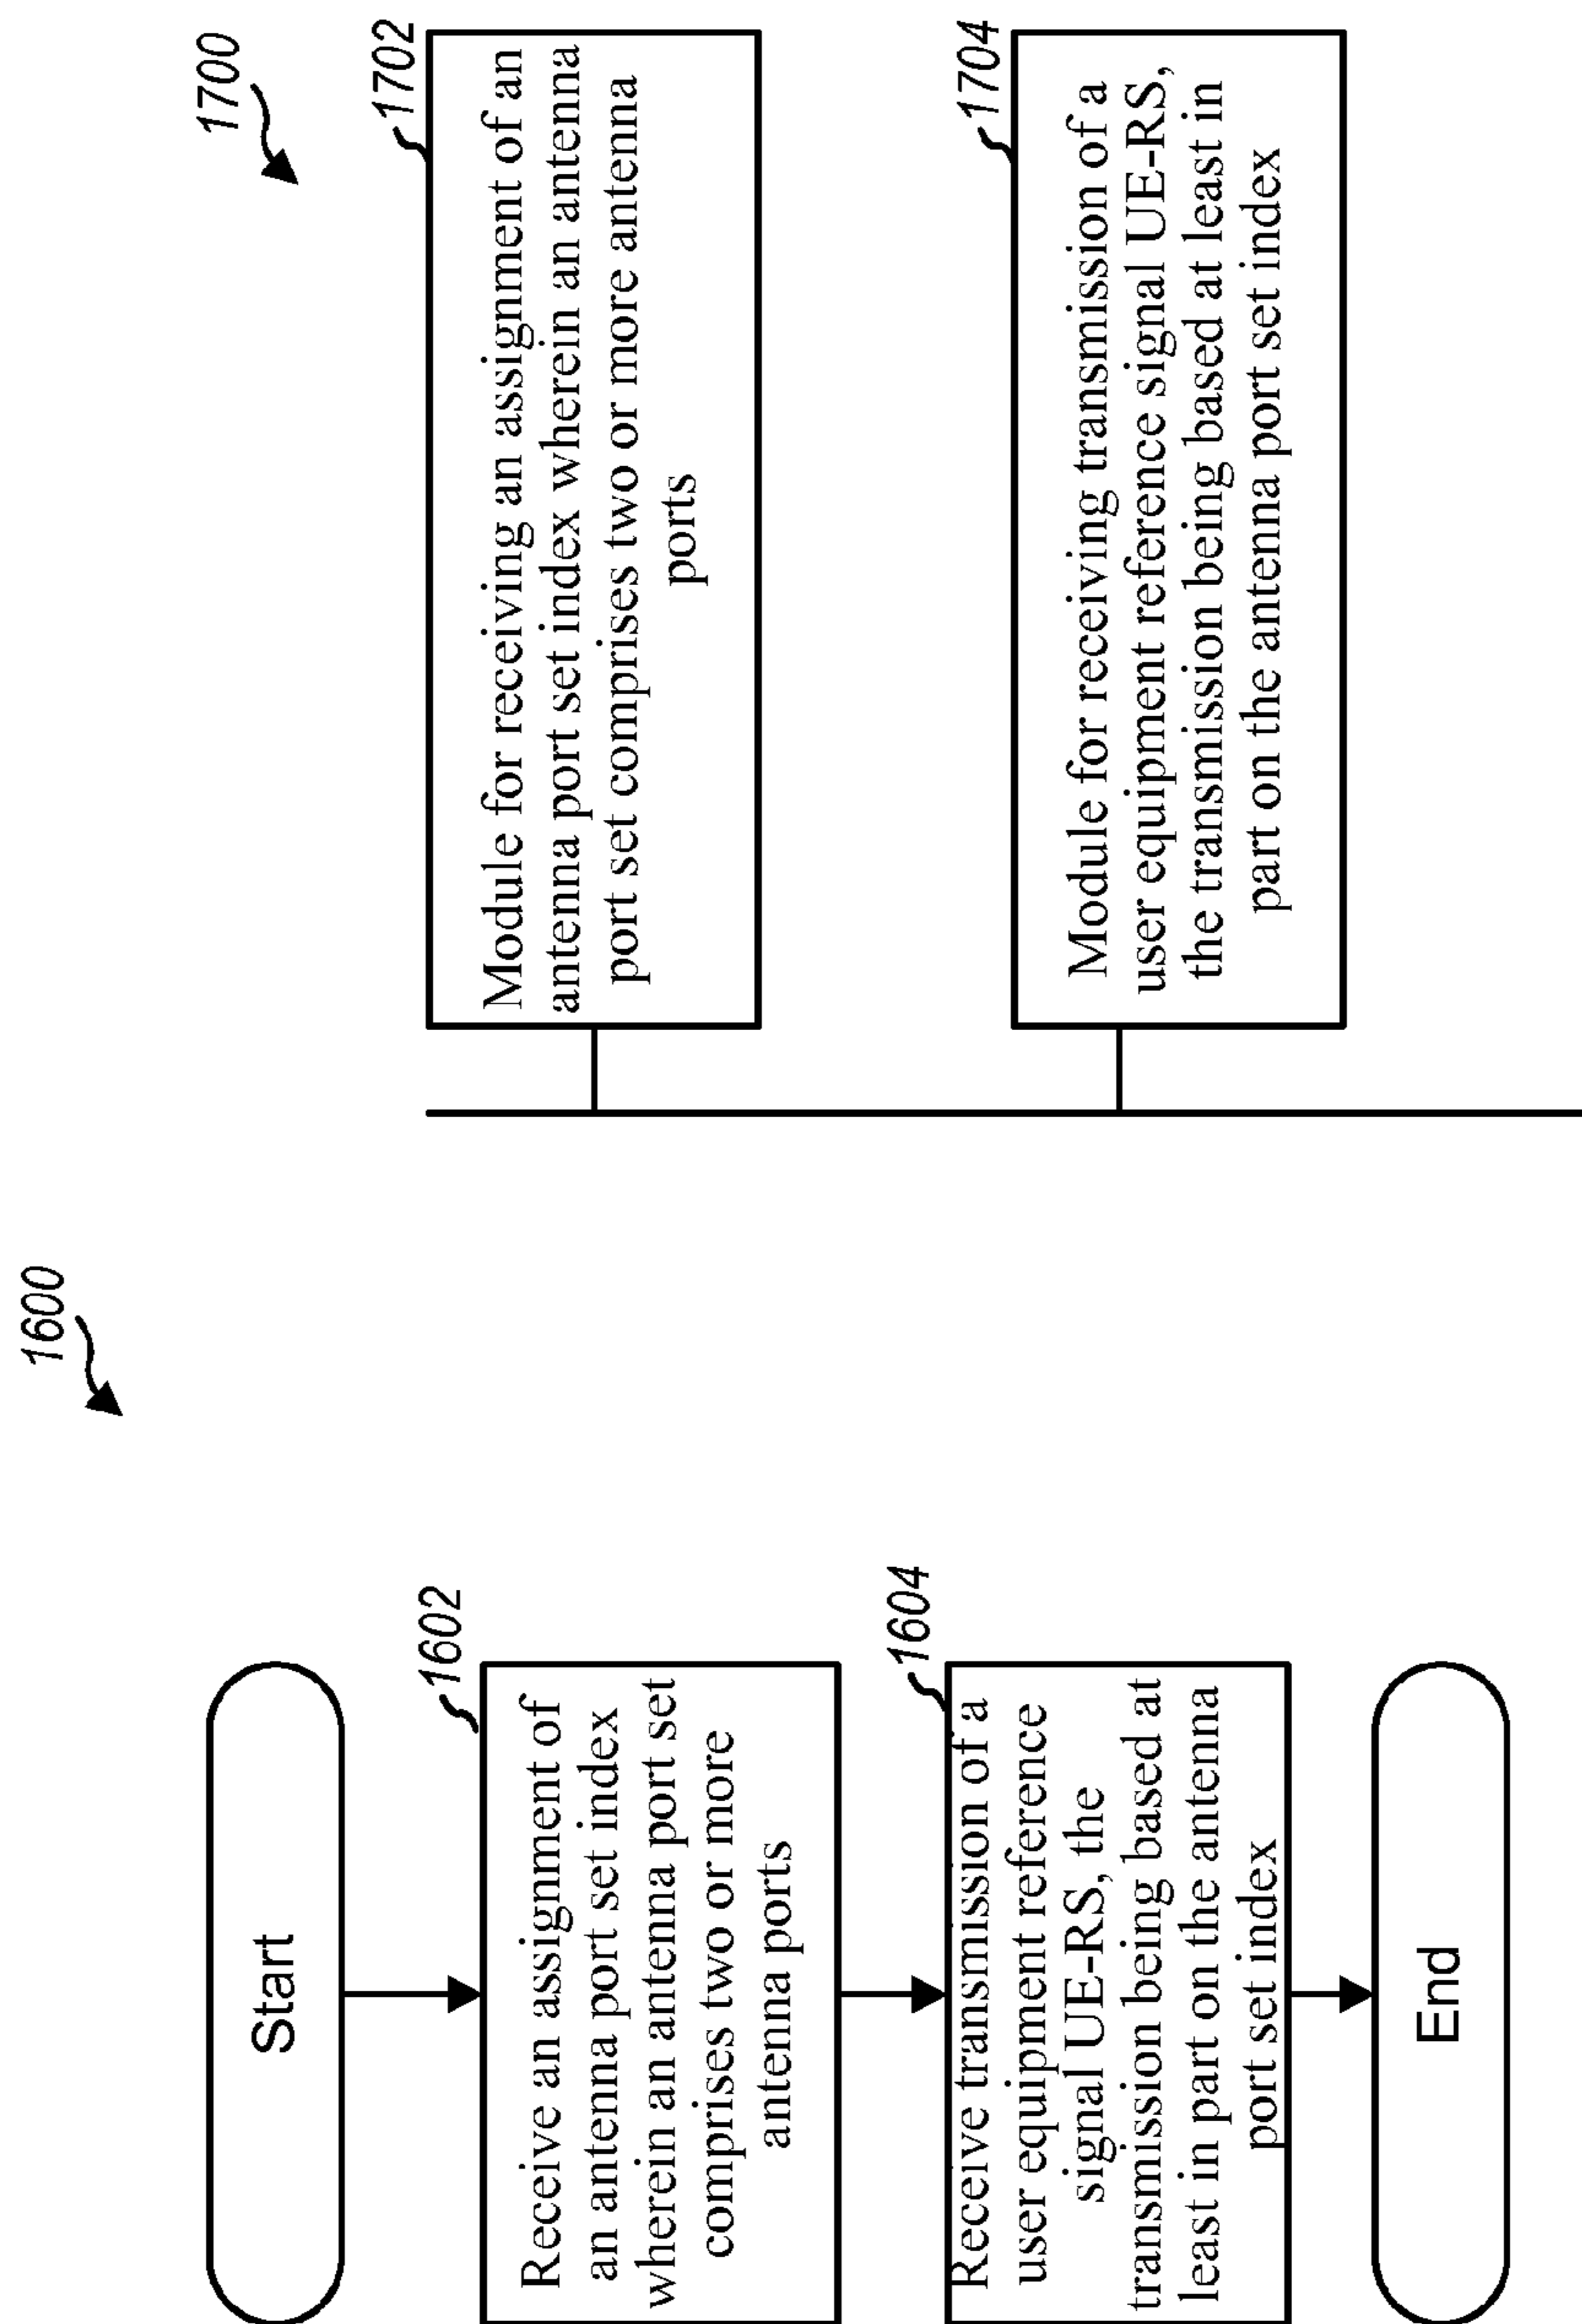 1600
Start
1602
Receive an assignment of
an antenna port set index
wherein an antenna port set
comprises two or more
antenna ports
1604
Receive transmission of a
user equipment reference
signal UE-RS, the
transmission being based at
least in part on the antenna
port set index
End
1700
1702
Module for receiving an assignment of an
antenna port set index wherein an antenna
port set comprises two or more antenna
ports
1704
Module for receiving transmission of a
user equipment reference signal UE-RS,
the transmission being based at least in
part on the antenna port set index